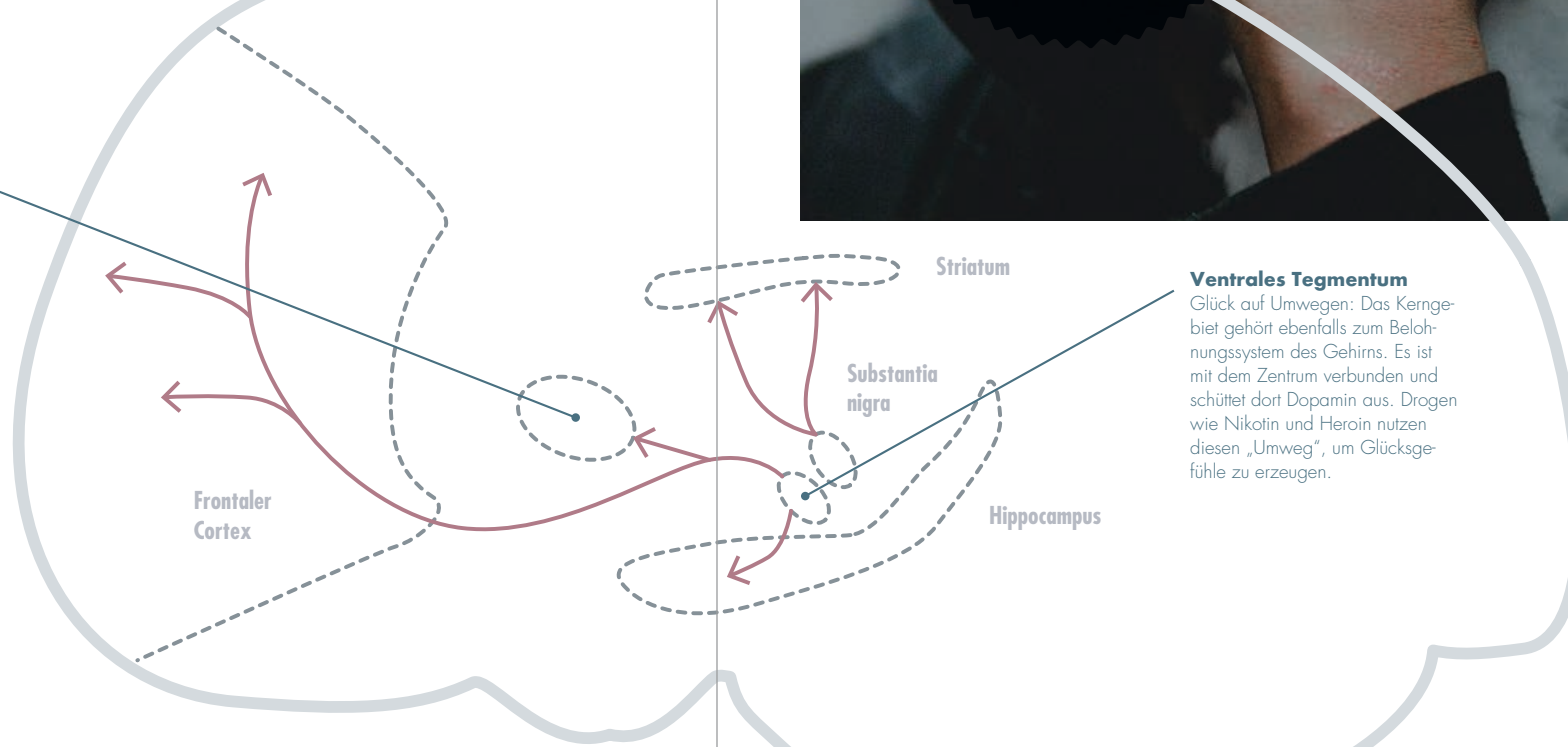 Striatum
Ventrales Tegmentum
Glück auf Umwegen: Das Kernge-
biet gehört ebenfalls zum Beloh-
nungssystem des Gehirns. Es ist
mit dem Zentrum verbunden und
schüttet dort Dopamin aus. Drogen
wie Nikotin und Heroin nutzen
diesen „Umweg“, um Glücksge-
fühle zu erzeugen.
Substantia
nigra
Frontaler
Cortex
Hippocampus